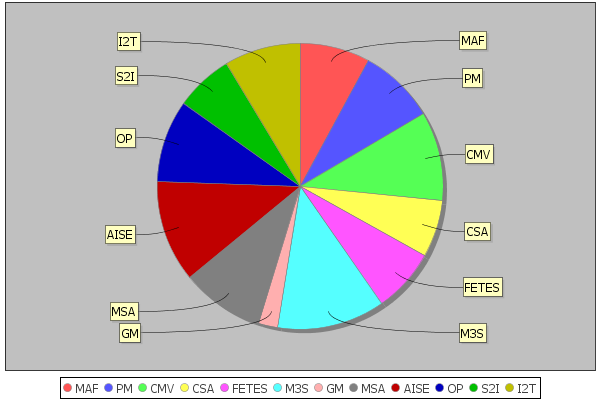 I2T
MAF
S2I
PM
OP
CMV
AISE
CSA
FETES
MSA
GM
M3S
MAF PM CMV CSA FETES M3S GM MSA AISE OP S2I I2T